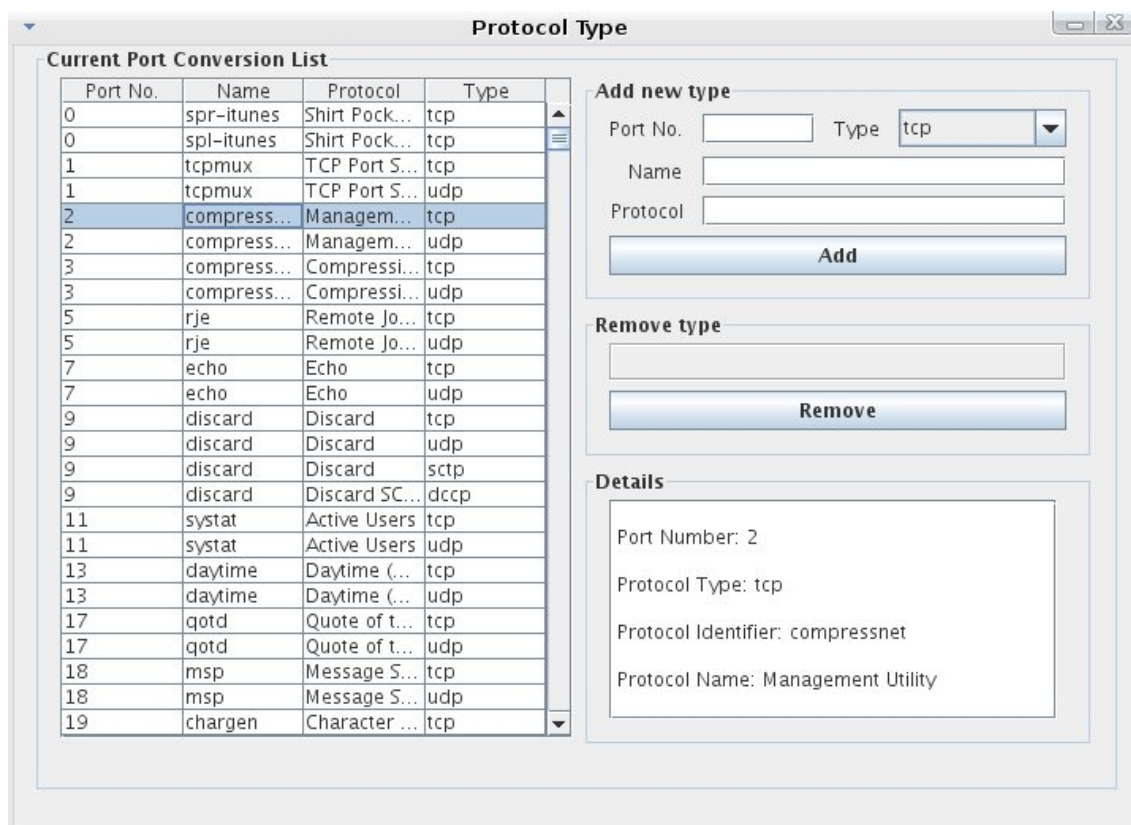 Protocol Type
Current Port Conversion List
Port No. Name Protocol Type
0 spr-itunes Shirt Pock... tcp
0 spl-itunes Shirt Pock... tcp
1 tcpmux TCP Port S... tcp
1 tcpmux TCP Port S... udp
2 compress... Managem... tcp
2 compress... Managem... udp
3 compress... Compressi... tcp
3 compress... Compressi... udp
5 rje Remote Jo... tcp
5 rje Remote Jo... udp
7 echo Echo tcp
7 echo Echo udp
9 discard Discard tcp
9 discard Discard udp
9 discard Discard sctp
9 discard Discard SC... dccp
11 systat Active Users tcp
11 systat Active Users udp
13 daytime Daytime (... tcp
13 daytime Daytime (... udp
17 qotd Quote of t... tcp
17 qotd Quote of t... udp
18 msp Message S... tcp
18 msp Message S... udp
19 chargen Character ... tcp
Add new type
Port No. Type tcp
Name
Protocol
Add
Remove type
Remove
Details
Port Number: 2
Protocol Type: tcp
Protocol Identifier: compressnet
Protocol Name: Management Utility